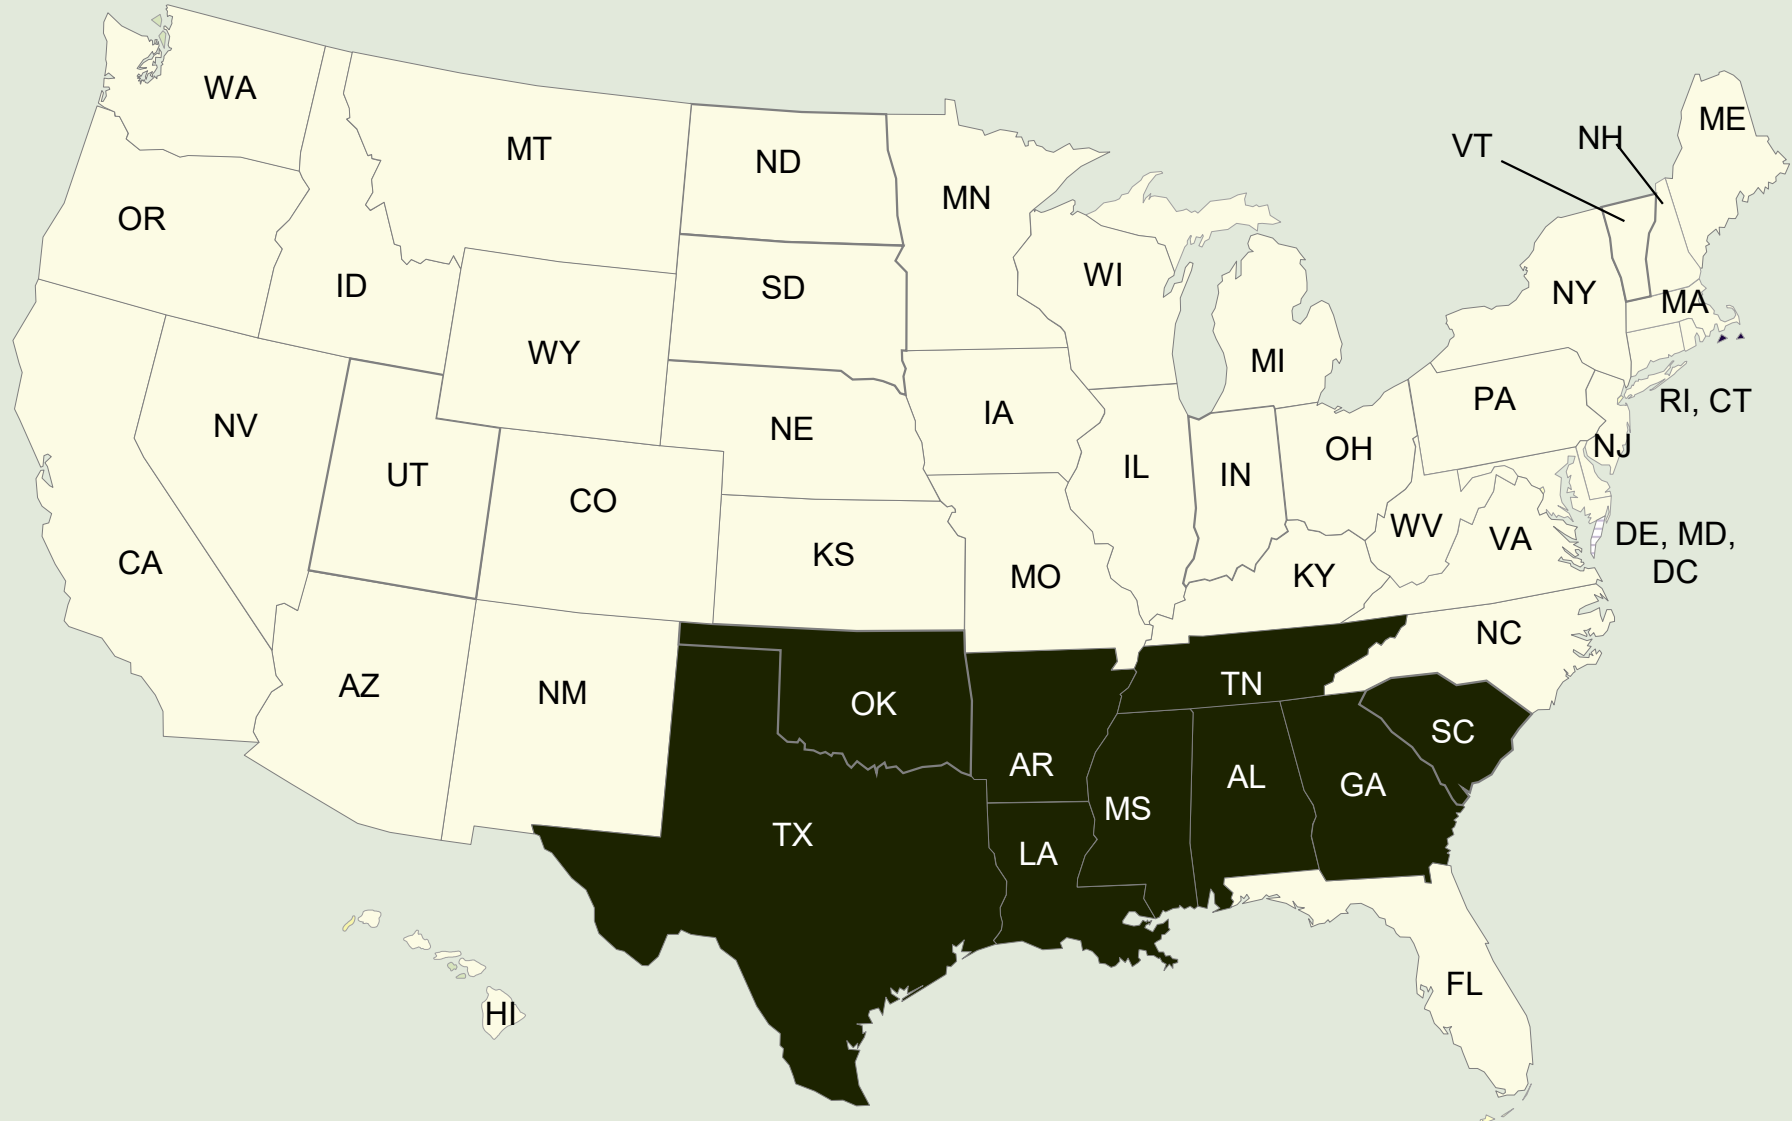 WA
MT
ND
MN
ME
VT
NH
OR
ID
SD
WI
NY
MA
WY
MI
NV
NE
IA
PA
RI, CT
UT
CO
IL
IN
OH
NJ
CA
KS
MO
KY
WV
VA
DE, MD,
DC
AZ
NM
OK
AR
TN
NC
SC
TX
LA
MS
AL
GA
FL
HI